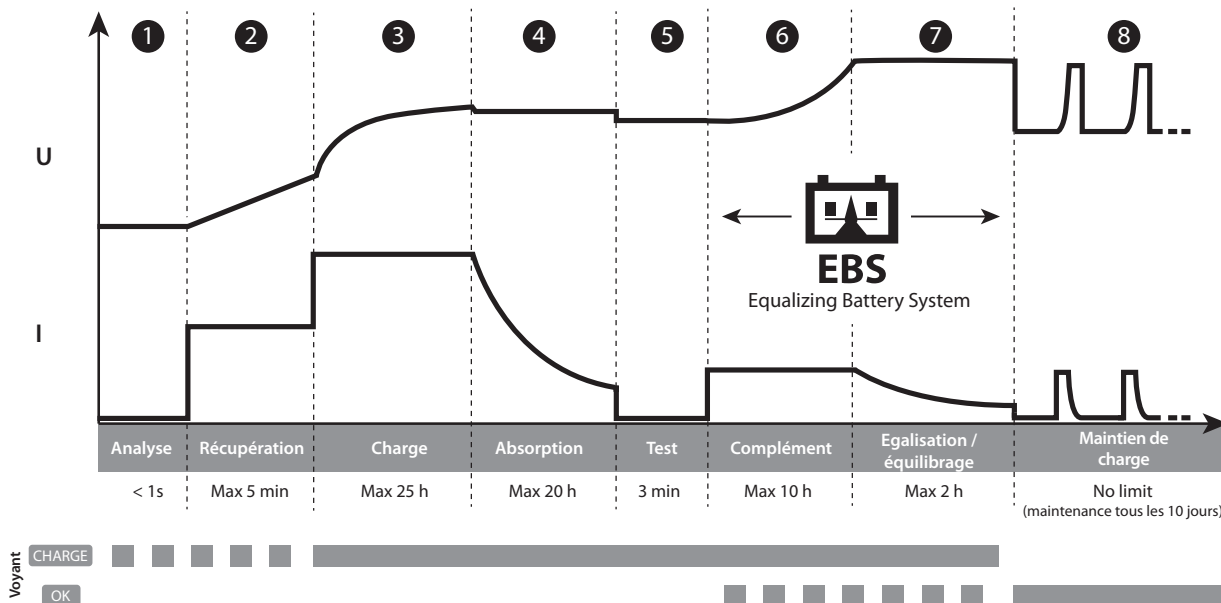 1 2 3 4 5 6 7 8
U
EBS
Equalizing Battery System
I
Analyse Récupération Charge Absorption Test Complément Egalisation / équilibrage Maintien de charge
< 1s Max 5 min Max 25 h Max 20 h 3 min Max 10 h Max 2 h No limit
(maintenance tous les 10 jours)
Voyant
CHARGE
OK